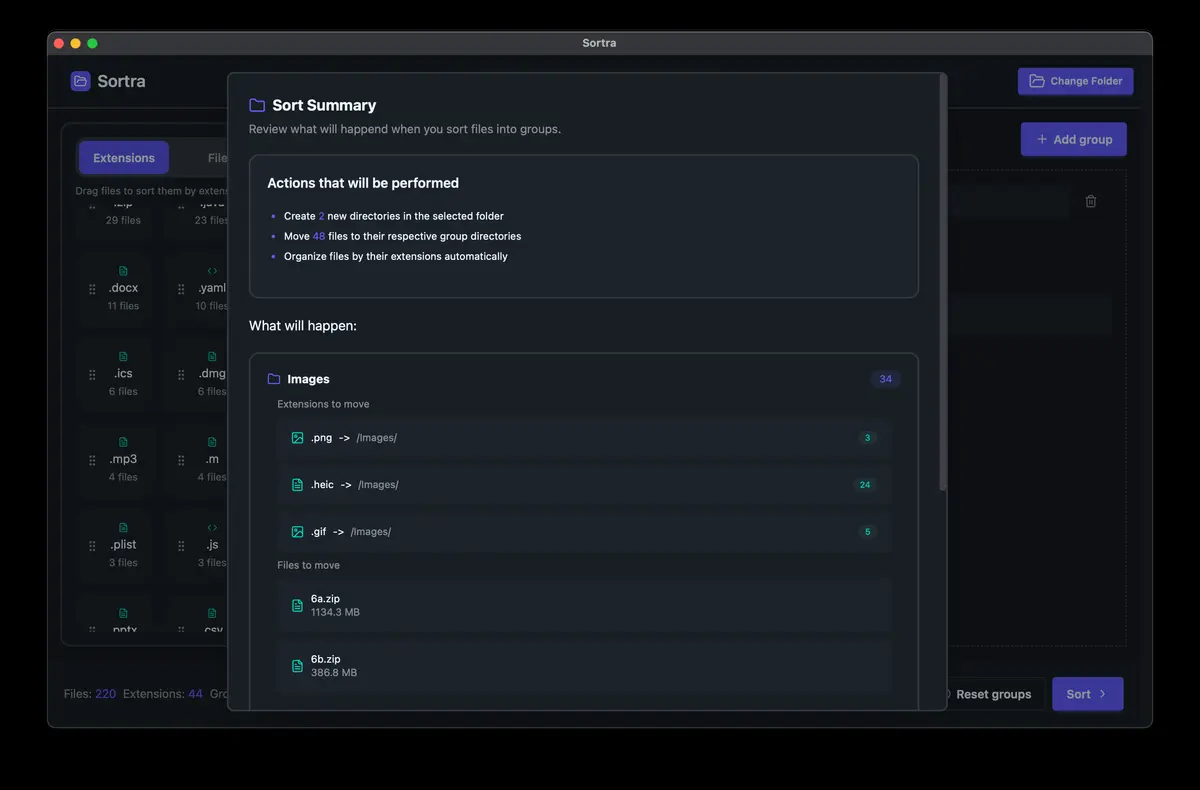 Sortra
Sortra
Change Folder
Extensions
File
Drag files to sort them by extens
+ Add group
.zip
.java
29 files
23 files
.docx
.yaml
11 files
10 files
.ics
.dmg
6 files
6 files
.mp3
.m
4 files
4 files
.plist
.js
3 files
3 files
.pptx
.csv
Sort Summary
Review what will happend when you sort files into groups.
Actions that will be performed
• Create 2 new directories in the selected folder
• Move 48 files to their respective group directories
• Organize files by their extensions automatically
What will happen:
Images
34
Extensions to move
.png -> /Images/
3
.heic -> /Images/
24
.gif -> /Images/
5
Files to move
6a.zip
1134.3 MB
6b.zip
386.8 MB
Files: 220 Extensions: 44 Gro
Reset groups
Sort >